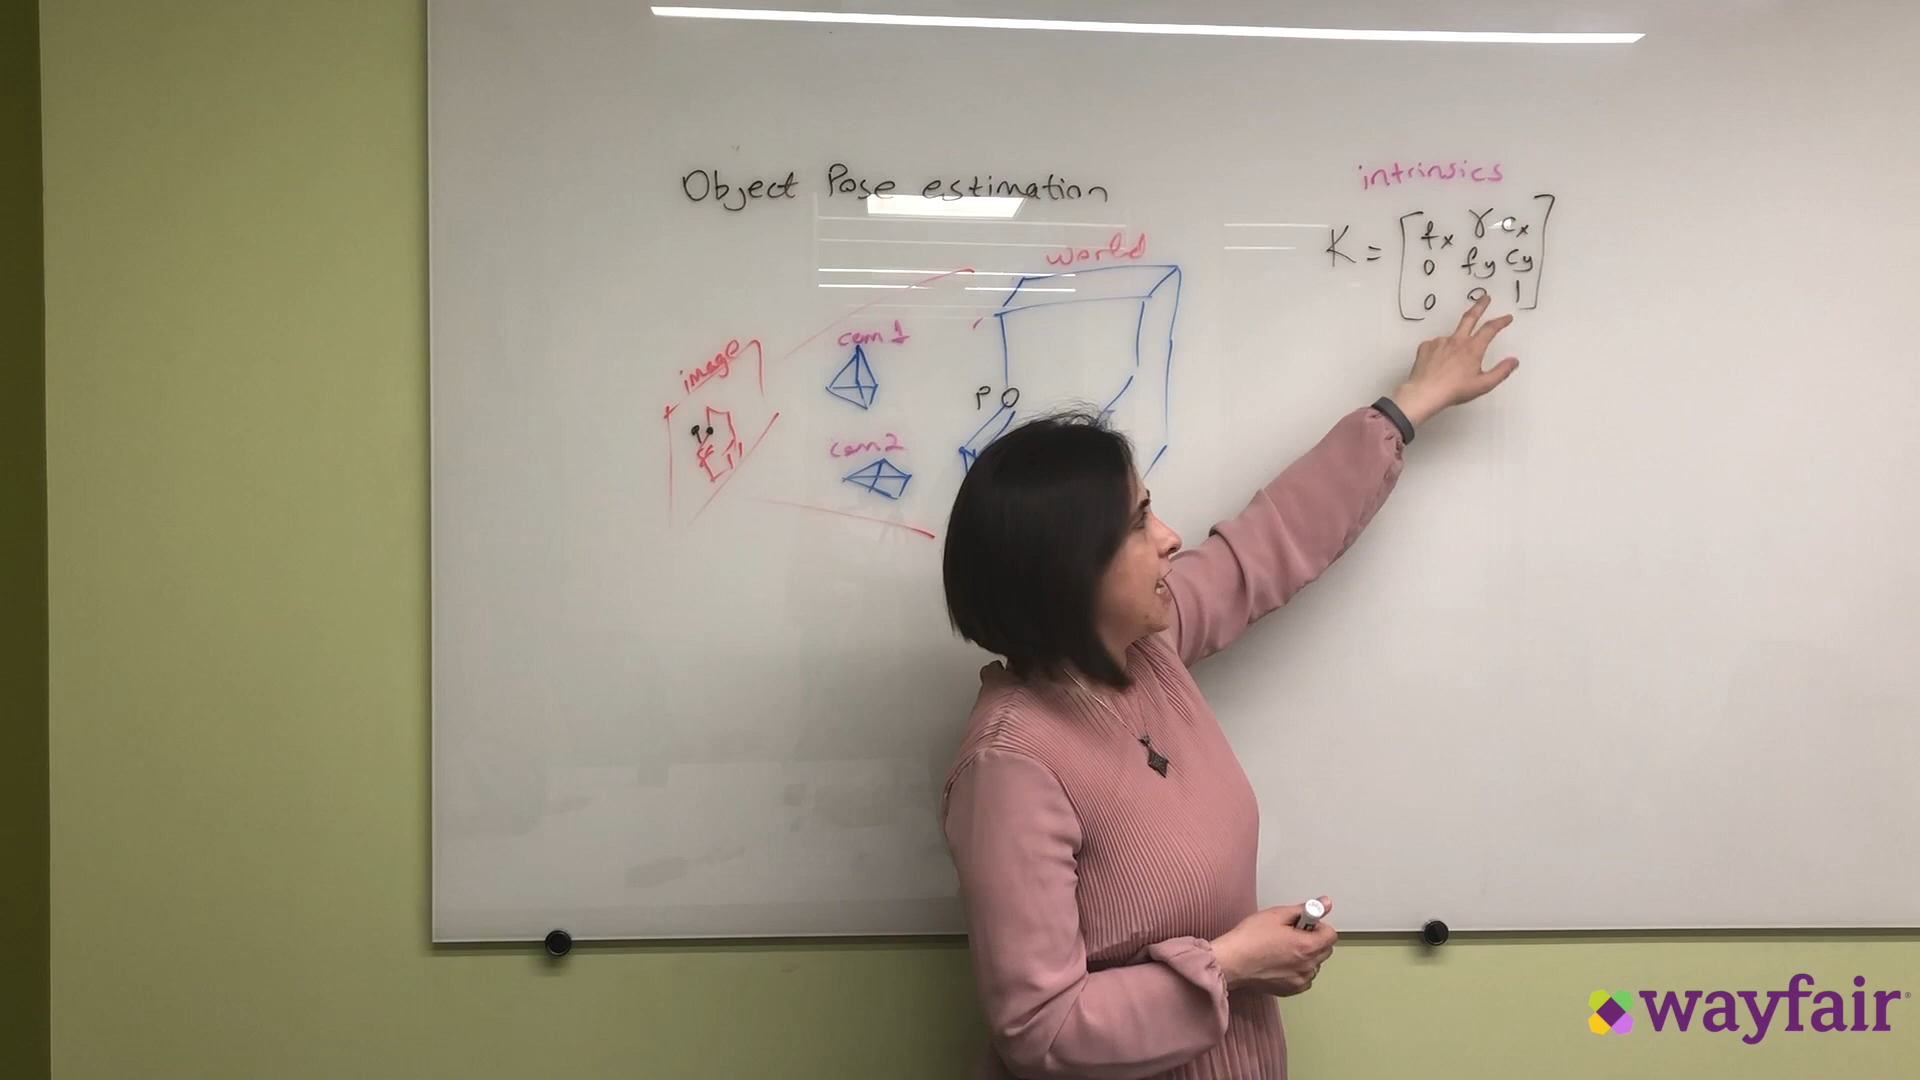 Object Pose estimation
world
image
cam 1
cam 2
P
intrinsics
K = [ fx γ cx
0 fy cy
0 0 1 ]
wayfair